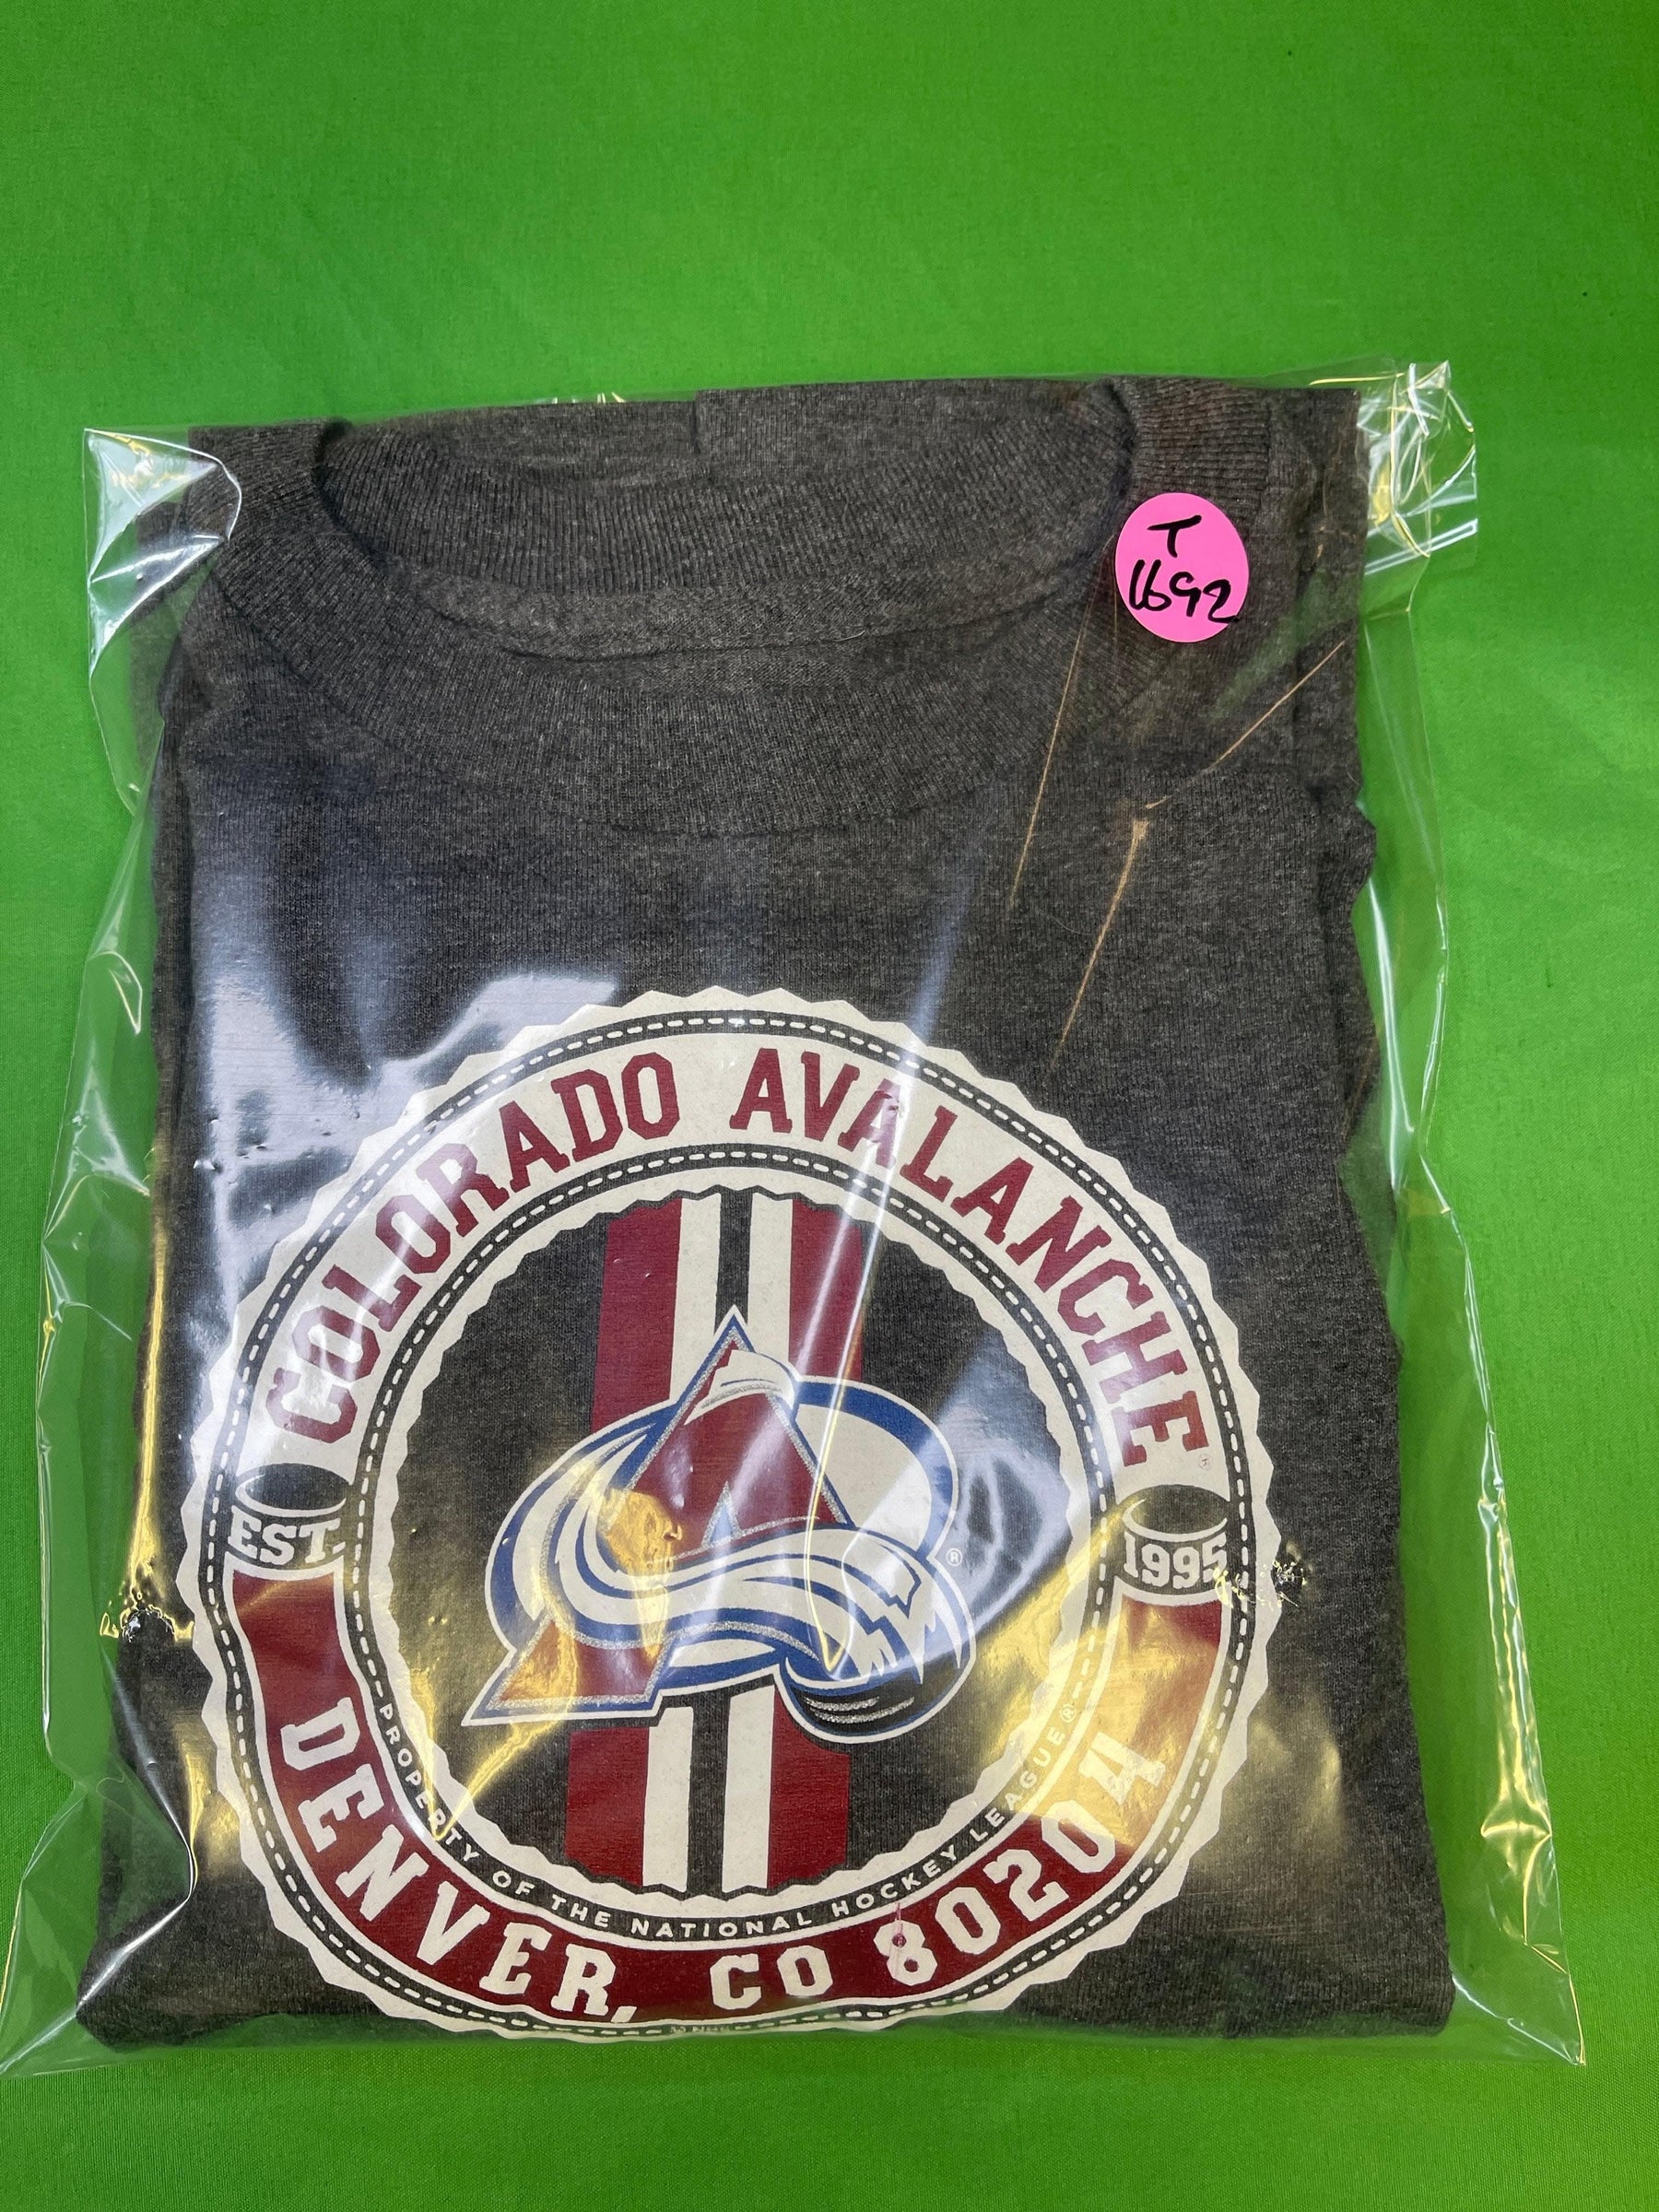 T
1692
COLORADO AVALANCHE
EST. 1995
PROPERTY OF THE NATIONAL HOCKEY LEAGUE ®
DENVER, CO 80204